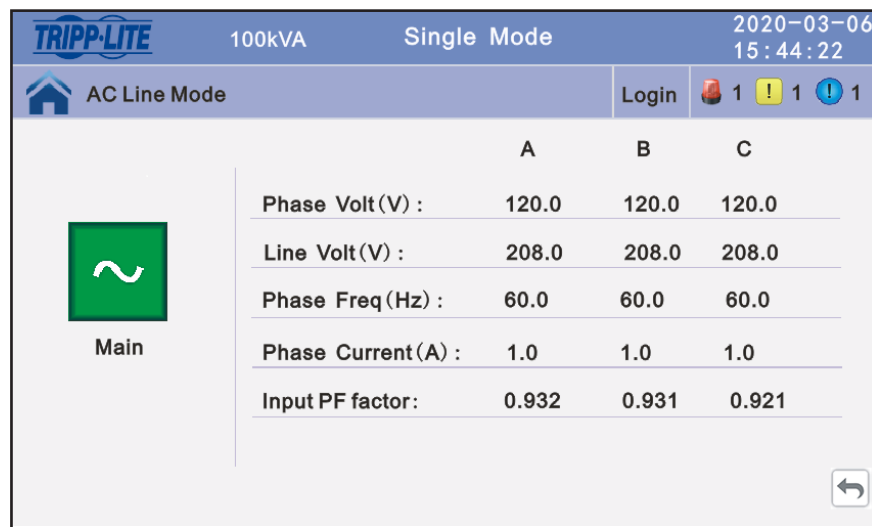 TRIPP·LITE 100kVA Single Mode 2020-03-06
15:44:22
AC Line Mode Login 1 ! 1 ! 1
A B C
Phase Volt(V): 120.0 120.0 120.0
Line Volt(V): 208.0 208.0 208.0
Phase Freq(Hz): 60.0 60.0 60.0
Main
Phase Current(A): 1.0 1.0 1.0
Input PF factor: 0.932 0.931 0.921